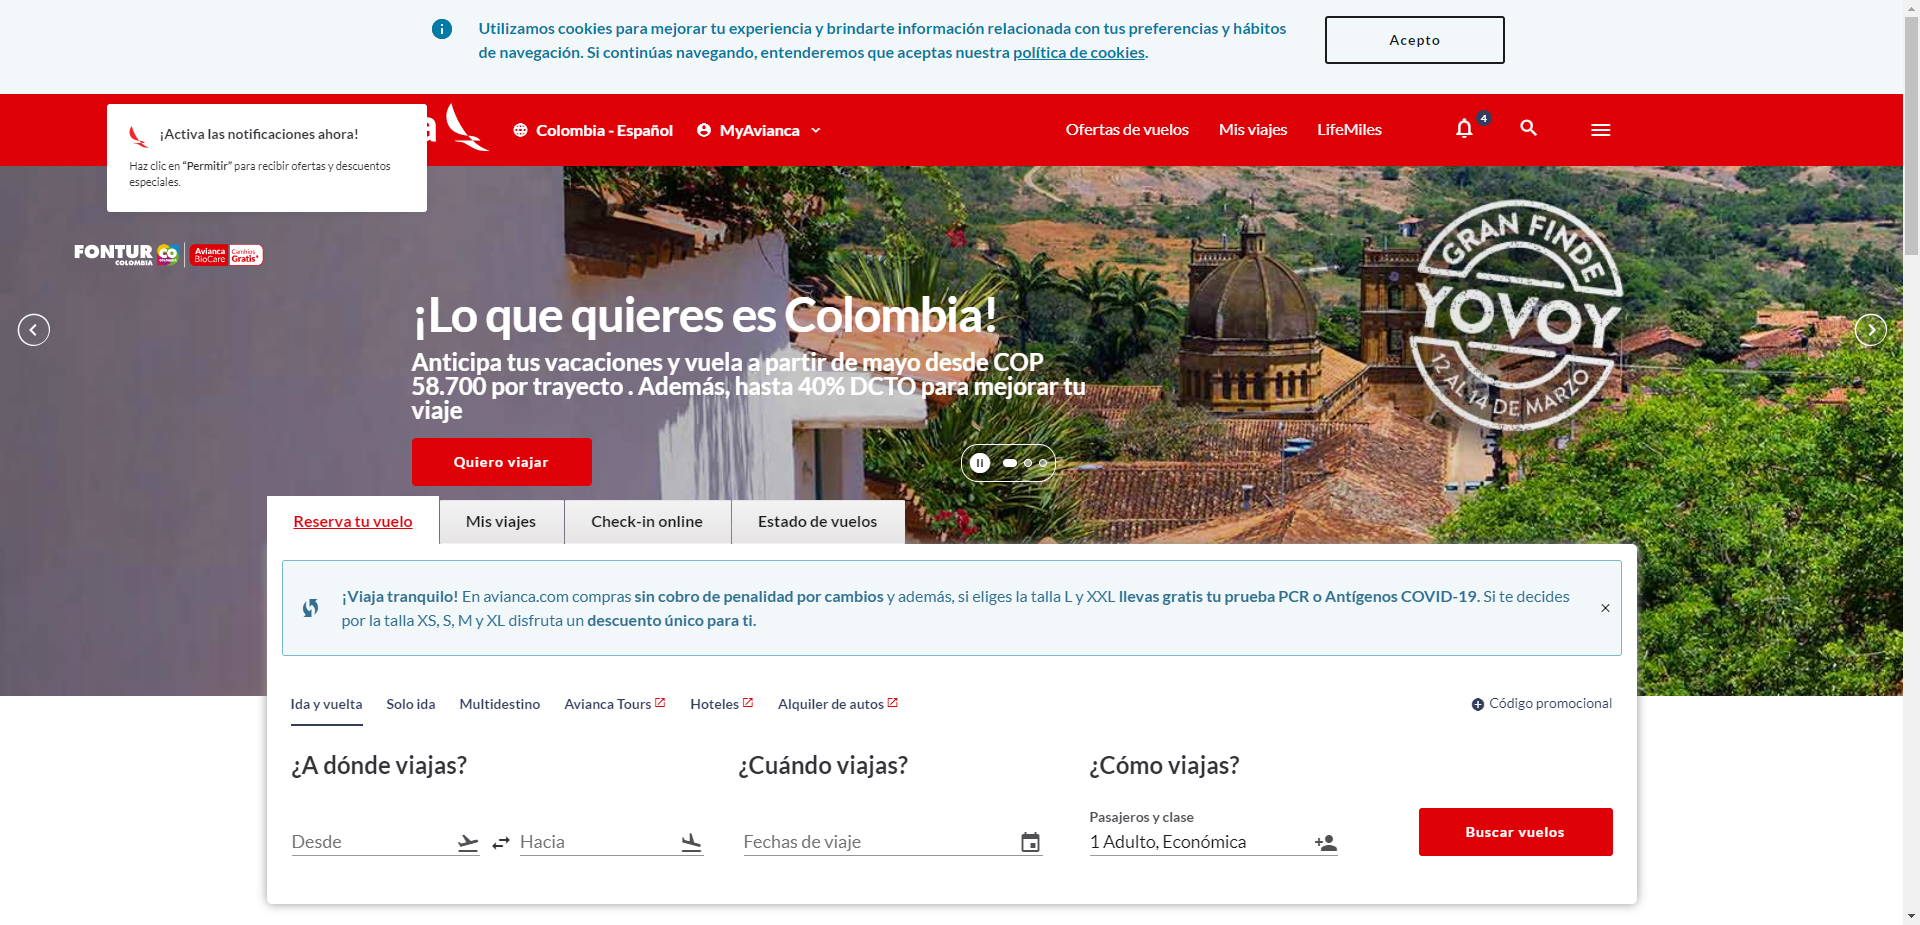 Utilizamos cookies para mejorar tu experiencia y brindarte información relacionada con tus preferencias y hábitos
de navegación. Si continúas navegando, entenderemos que aceptas nuestra política de cookies.
Acepto
¡Activa las notificaciones ahora!
Haz clic en “Permitir” para recibir ofertas y descuentos
especiales.
a
Colombia - Español
MyAvianca
Ofertas de vuelos
Mis viajes
LifeMiles
4
FONTUR
COLOMBIA
CO
Avianca
BioCare
Cambios
Gratis*
GRAN FINDE
YOVOY
12 AL 14 DE MARZO
¡Lo que quieres es Colombia!
Anticipa tus vacaciones y vuela a partir de mayo desde COP
58.700 por trayecto . Además, hasta 40% DCTO para mejorar tu
viaje
Quiero viajar
Reserva tu vuelo
Mis viajes
Check-in online
Estado de vuelos
¡Viaja tranquilo! En avianca.com compras sin cobro de penalidad por cambios y además, si eliges la talla L y XXL llevas gratis tu prueba PCR o Antígenos COVID-19. Si te decides
por la talla XS, S, M y XL disfruta un descuento único para ti.
Ida y vuelta
Solo ida
Multidestino
Avianca Tours
Hoteles
Alquiler de autos
Código promocional
¿A dónde viajas?
¿Cuándo viajas?
¿Cómo viajas?
Desde
Hacia
Fechas de viaje
Pasajeros y clase
1 Adulto, Económica
Buscar vuelos